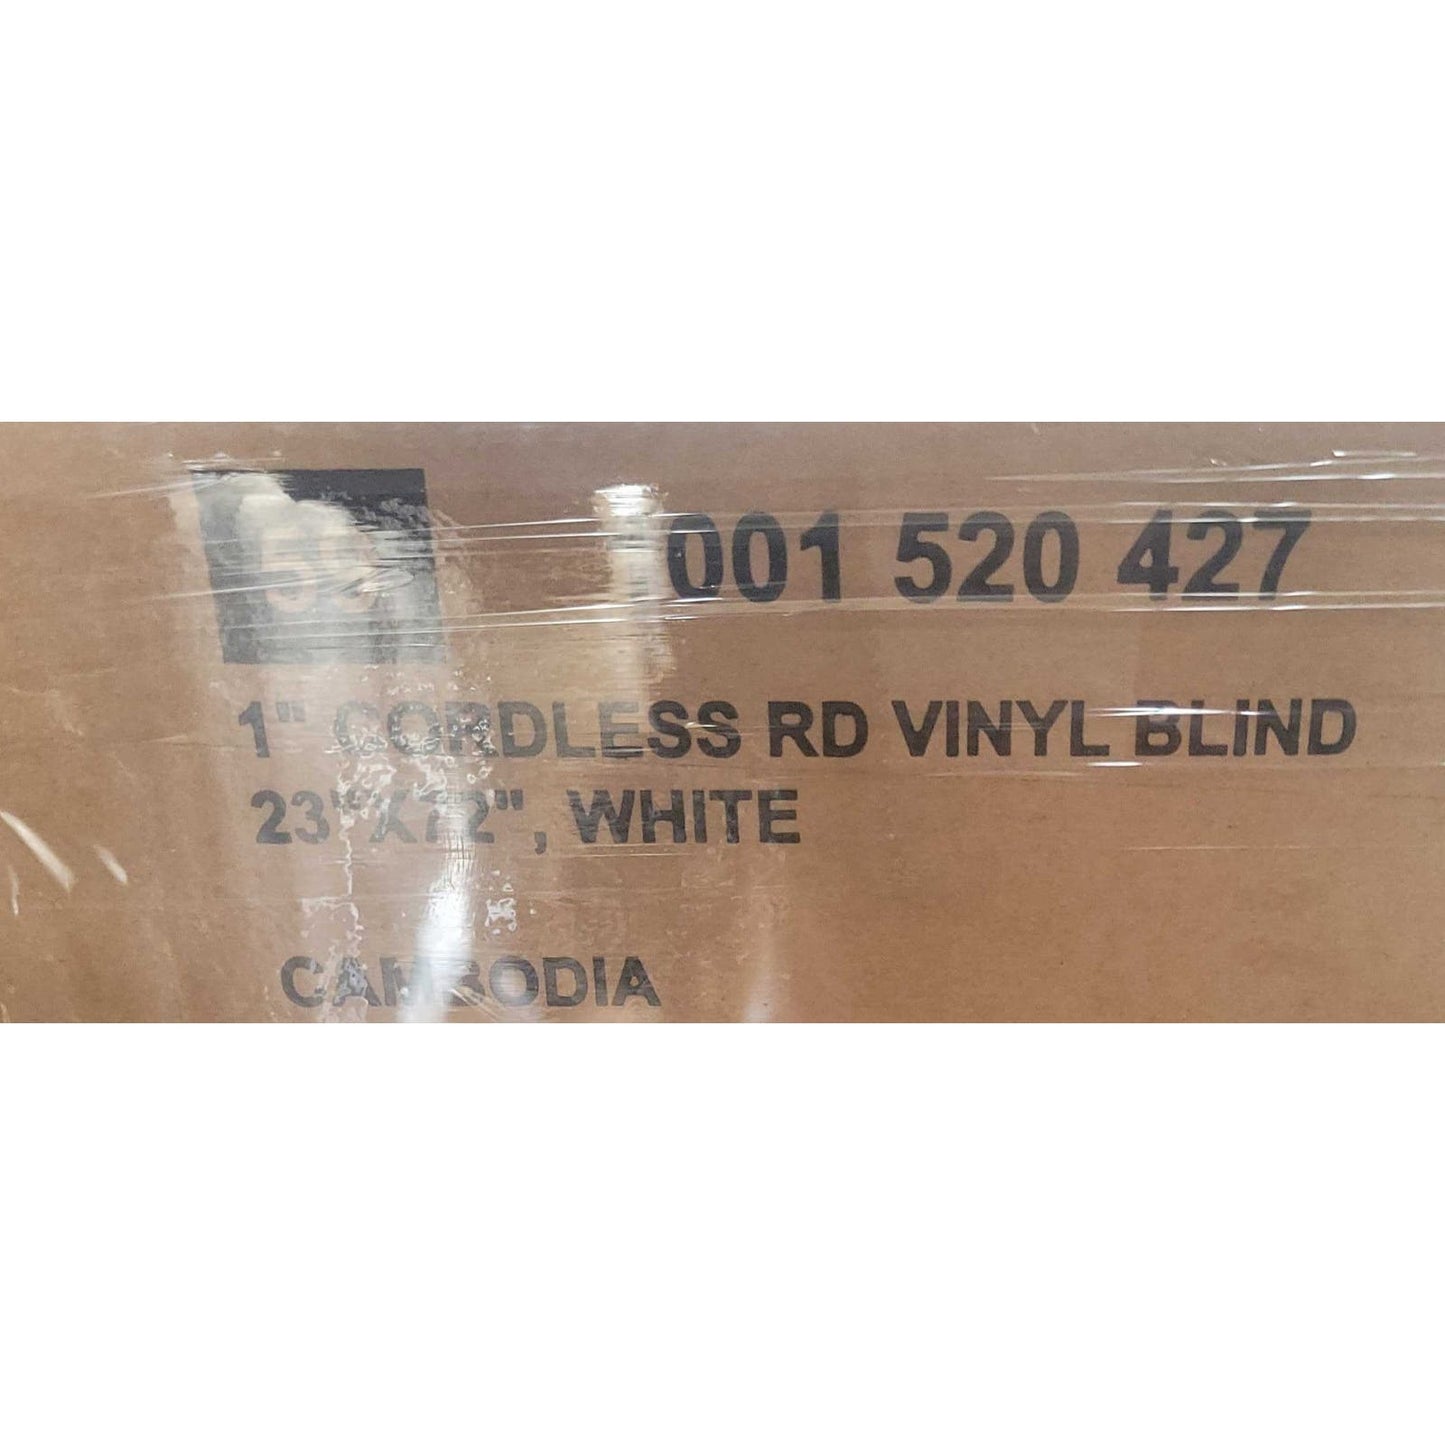 001 520 427
1" CORDLESS RD VINYL BLIND
23"X72", WHITE
CAMBODIA